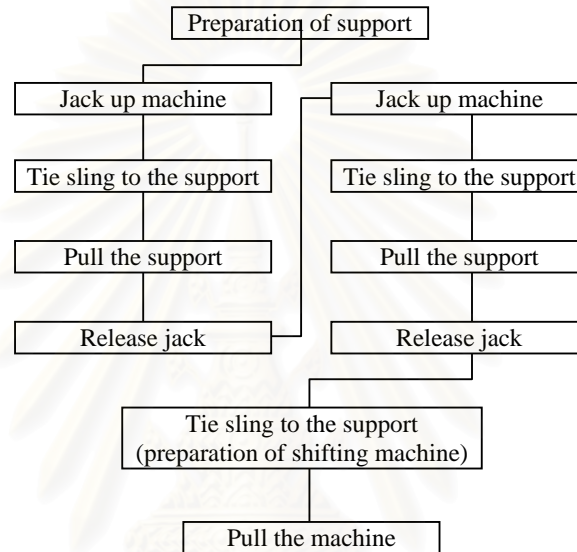 Preparation of support
Jack up machine
Tie sling to the support
Pull the support
Release jack
Jack up machine
Tie sling to the support
Pull the support
Release jack
Tie sling to the support
(preparation of shifting machine)
Pull the machine